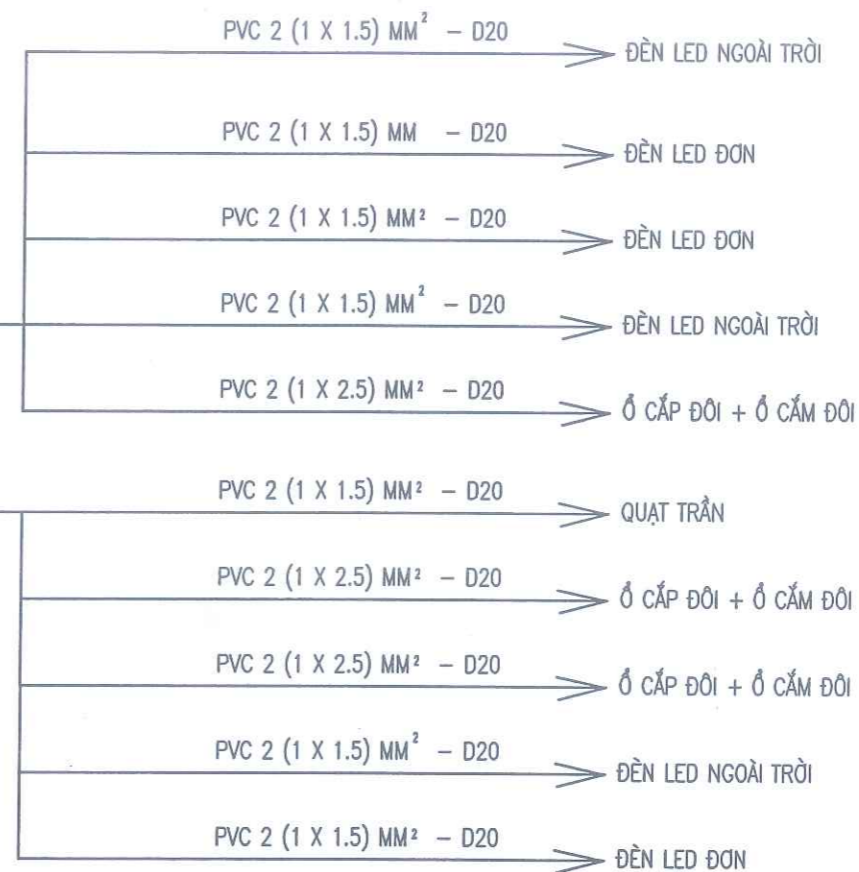 PVC 2 (1 X 1.5) MM² – D20 ĐÈN LED NGOÀI TRỜI
PVC 2 (1 X 1.5) MM – D20 ĐÈN LED ĐƠN
PVC 2 (1 X 1.5) MM² – D20 ĐÈN LED ĐƠN
PVC 2 (1 X 1.5) MM² – D20 ĐÈN LED NGOÀI TRỜI
PVC 2 (1 X 2.5) MM² – D20 Ổ CẮP ĐÔI + Ổ CẮM ĐÔI
PVC 2 (1 X 1.5) MM² – D20 QUẠT TRẦN
PVC 2 (1 X 2.5) MM² – D20 Ổ CẮP ĐÔI + Ổ CẮM ĐÔI
PVC 2 (1 X 2.5) MM² – D20 Ổ CẮP ĐÔI + Ổ CẮM ĐÔI
PVC 2 (1 X 1.5) MM² – D20 ĐÈN LED NGOÀI TRỜI
PVC 2 (1 X 1.5) MM² – D20 ĐÈN LED ĐƠN